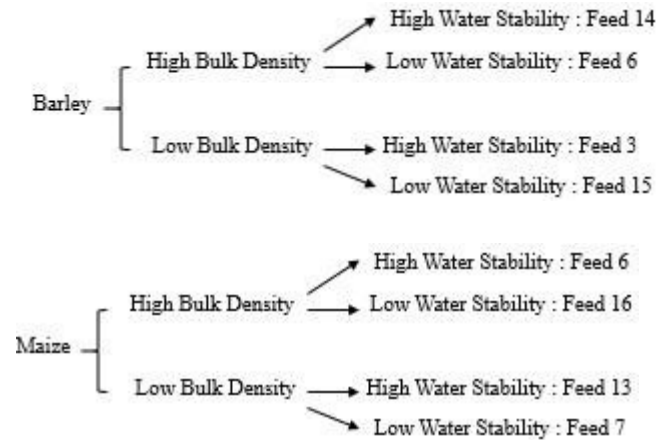 High Water Stability : Feed 14
High Bulk Density
Low Water Stability : Feed 6
Barley
Low Bulk Density
High Water Stability : Feed 3
Low Water Stability : Feed 15
High Water Stability : Feed 6
High Bulk Density
Low Water Stability : Feed 16
Maize
Low Bulk Density
High Water Stability : Feed 13
Low Water Stability : Feed 7